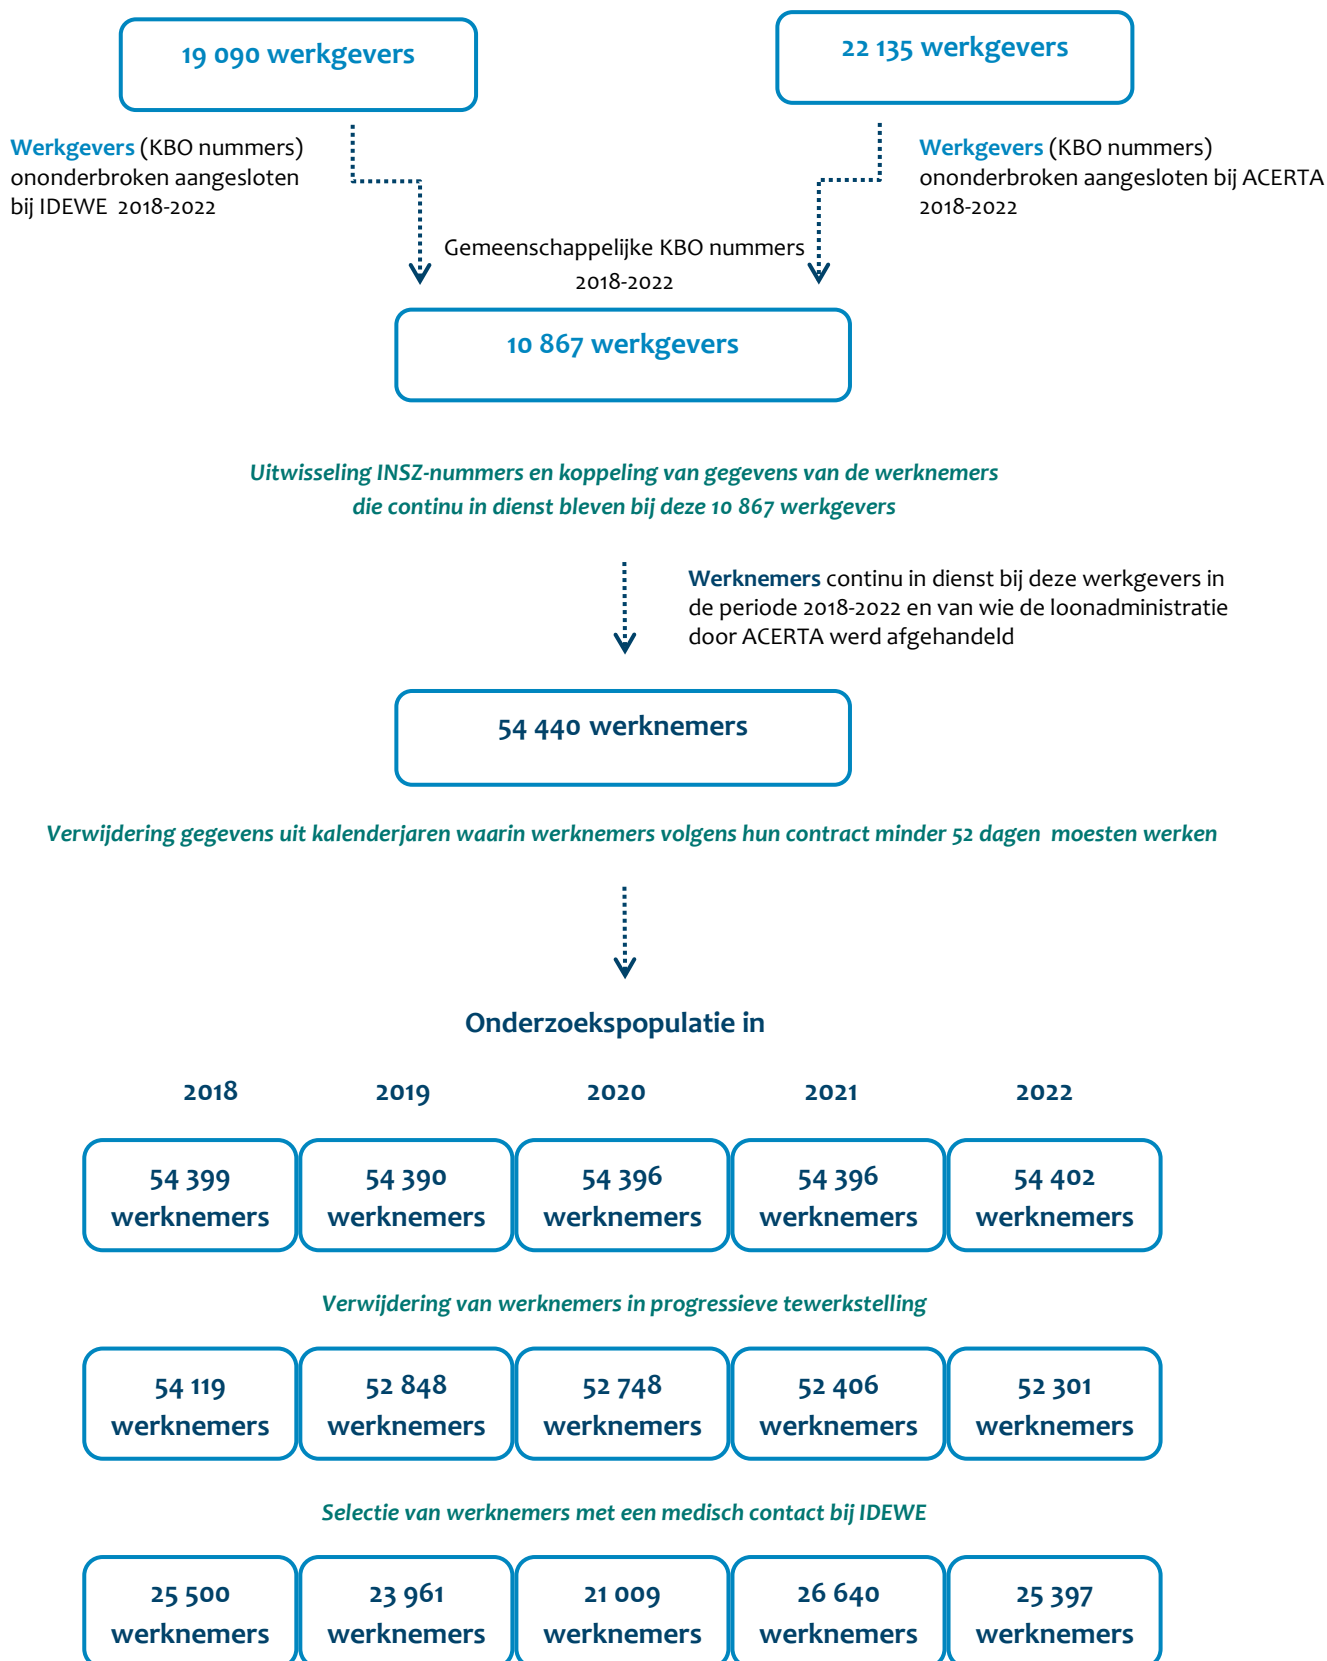 19 090 werkgevers
22 135 werkgevers
Werkgevers (KBO nummers)
ononderbroken aangesloten
bij IDEWE 2018-2022
Werkgevers (KBO nummers)
ononderbroken aangesloten bij ACERTA
2018-2022
Gemeenschappelijke KBO nummers
2018-2022
10 867 werkgevers
Uitwisseling INSZ-nummers en koppeling van gegevens van de werknemers
die continu in dienst bleven bij deze 10 867 werkgevers
Werknemers continu in dienst bij deze werkgevers in
de periode 2018-2022 en van wie de loonadministratie
door ACERTA werd afgehandeld
54 440 werknemers
Verwijdering gegevens uit kalenderjaren waarin werknemers volgens hun contract minder 52 dagen moesten werken
Onderzoekspopulatie in
2018 2019 2020 2021 2022
54 399 54 390 54 396 54 396 54 402
werknemers werknemers werknemers werknemers werknemers
Verwijdering van werknemers in progressieve tewerkstelling
54 119 52 848 52 748 52 406 52 301
werknemers werknemers werknemers werknemers werknemers
Selectie van werknemers met een medisch contact bij IDEWE
25 500 23 961 21 009 26 640 25 397
werknemers werknemers werknemers werknemers werknemers